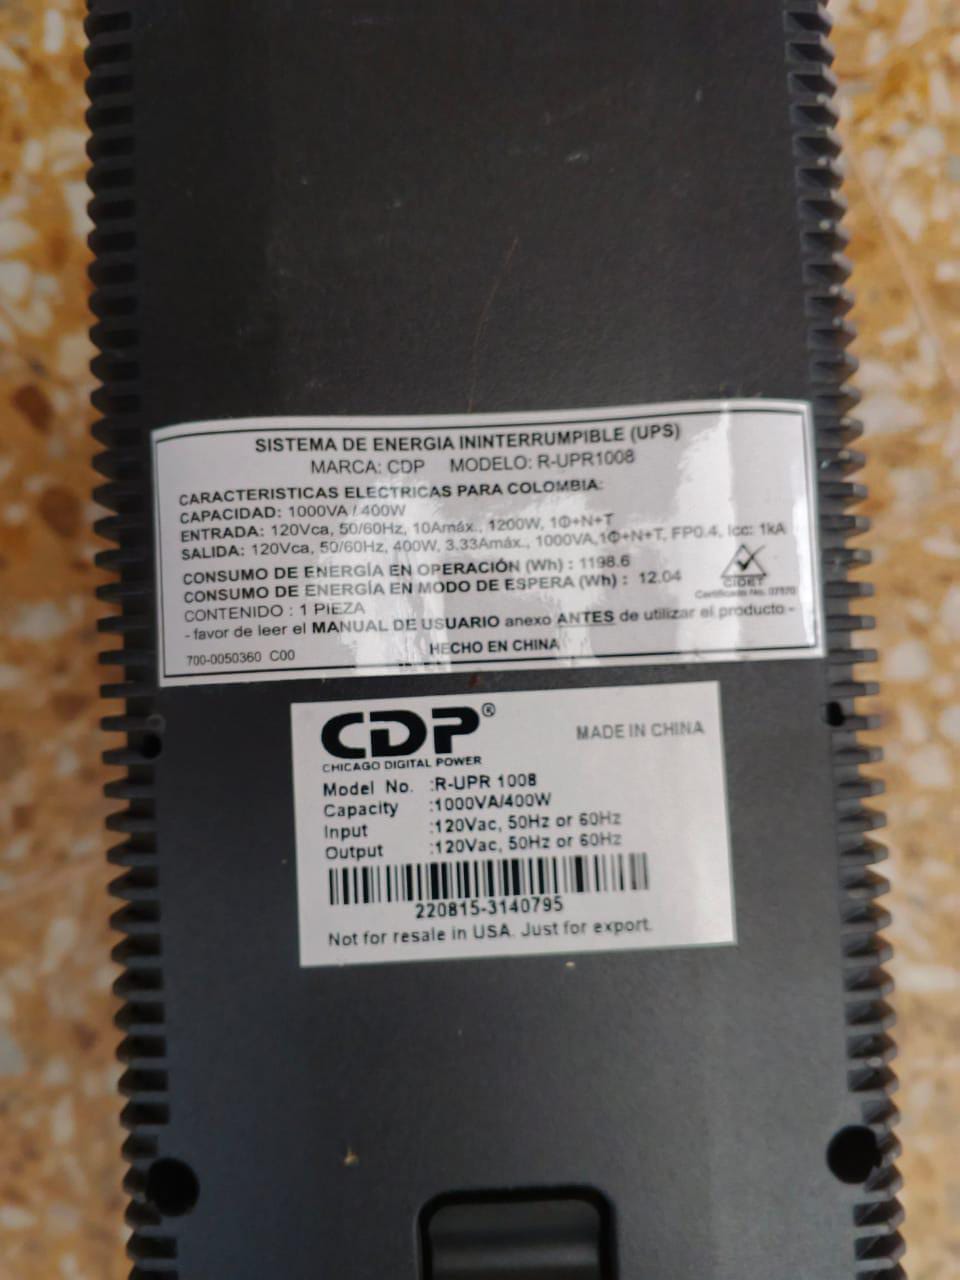 SISTEMA DE ENERGIA ININTERRUMPIBLE (UPS)
MARCA: CDP MODELO: R-UPR1008
CARACTERISTICAS ELECTRICAS PARA COLOMBIA:
CAPACIDAD: 1000VA / 400W
ENTRADA: 120Vca, 50/60Hz, 10Amáx., 1200W, 1Φ+N+T
SALIDA: 120Vca, 50/60Hz, 400W, 3.33Amáx., 1000VA,1Φ+N+T, FP0.4, Icc: 1kA
CONSUMO DE ENERGÍA EN OPERACIÓN (Wh) : 1198.6
CONSUMO DE ENERGÍA EN MODO DE ESPERA (Wh) : 12.04
CIDET
Certificado No.
CONTENIDO : 1 PIEZA
- favor de leer el MANUAL DE USUARIO anexo ANTES de utilizar el producto -
HECHO EN CHINA
700-0050360 C00
CDP®
CHICAGO DIGITAL POWER
MADE IN CHINA
Model No. :R-UPR 1008
Capacity :1000VA/400W
Input :120Vac, 50Hz or 60Hz
Output :120Vac, 50Hz or 60Hz
220815-3140795
Not for resale in USA. Just for export.